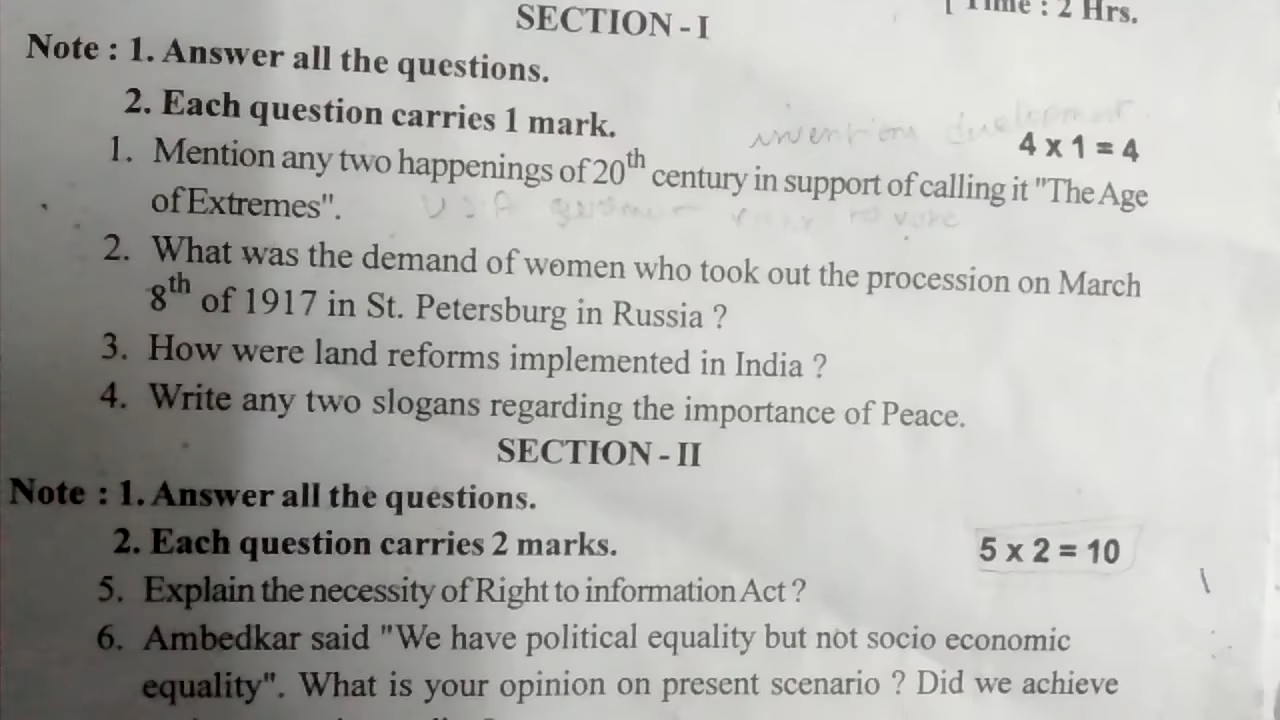 SECTION - I
Time : 2 Hrs.
Note : 1. Answer all the questions.
2. Each question carries 1 mark.
4 x 1 = 4
1. Mention any two happenings of 20th century in support of calling it "The Age
of Extremes".
2. What was the demand of women who took out the procession on March
8th of 1917 in St. Petersburg in Russia ?
3. How were land reforms implemented in India ?
4. Write any two slogans regarding the importance of Peace.
SECTION - II
Note : 1. Answer all the questions.
2. Each question carries 2 marks.
5 x 2 = 10
5. Explain the necessity of Right to information Act ?
6. Ambedkar said "We have political equality but not socio economic
equality". What is your opinion on present scenario ? Did we achieve